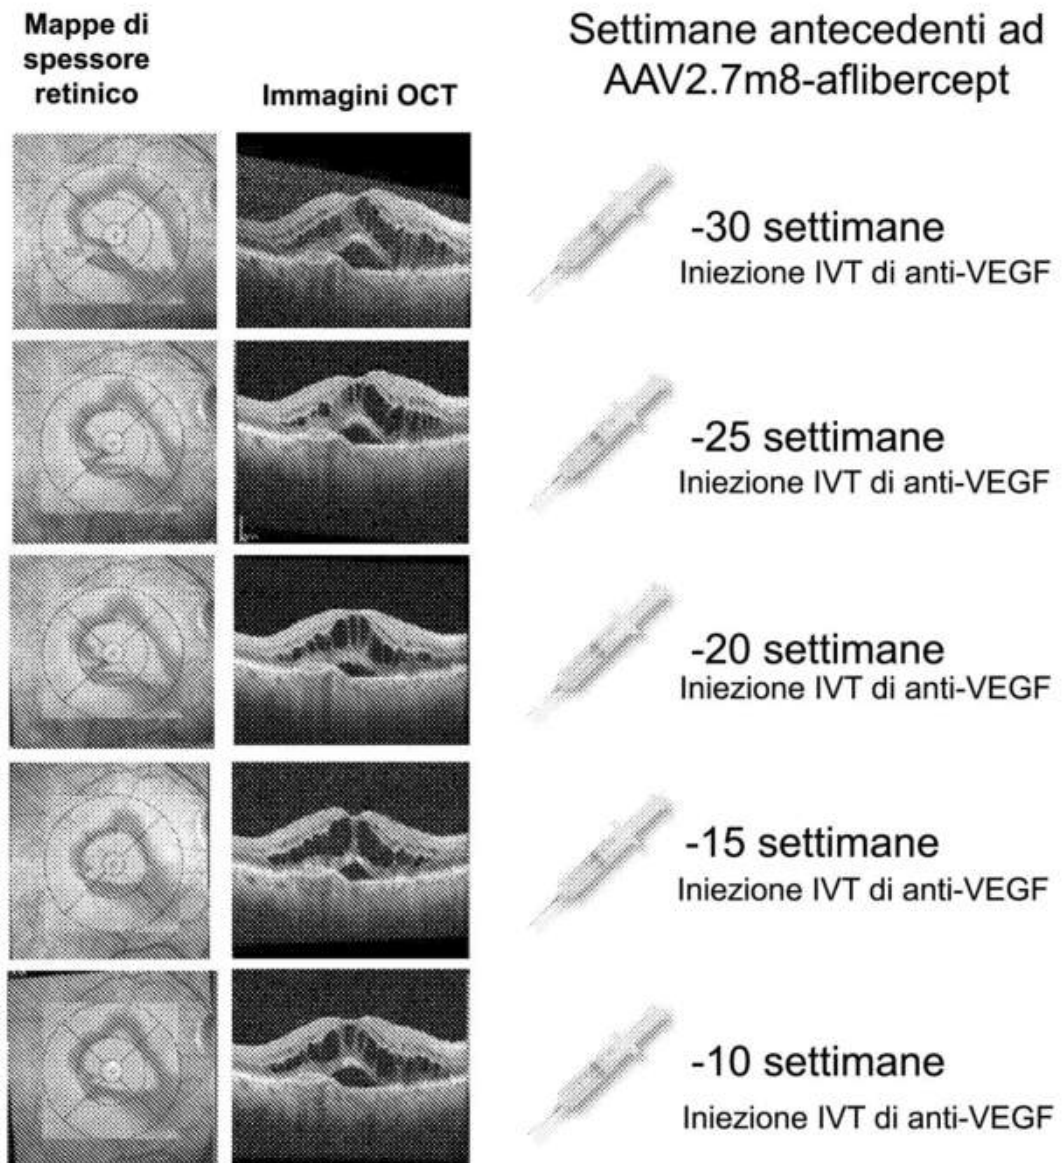 Mappe di
spessore
retinico
Immagini OCT
Settimane antecedenti ad
AAV2.7m8-aflibercept
-30 settimane
Iniezione IVT di anti-VEGF
-25 settimane
Iniezione IVT di anti-VEGF
-20 settimane
Iniezione IVT di anti-VEGF
-15 settimane
Iniezione IVT di anti-VEGF
-10 settimane
Iniezione IVT di anti-VEGF